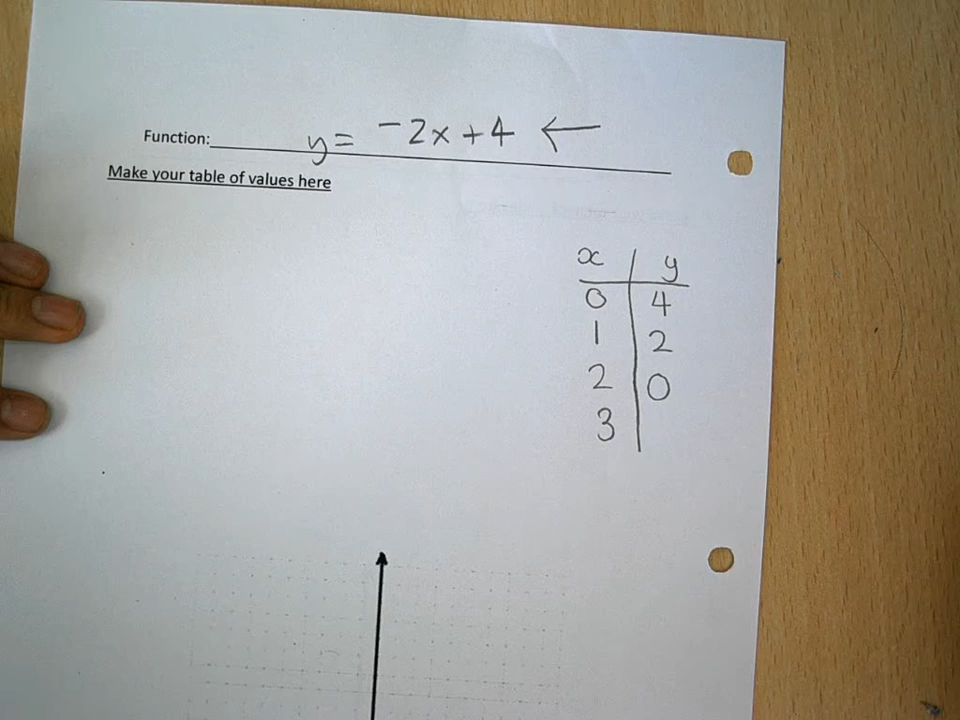 Function: y = -2x+4 ←
Make your table of values here
x | y
0 | 4
1 | 2
2 | 0
3 |